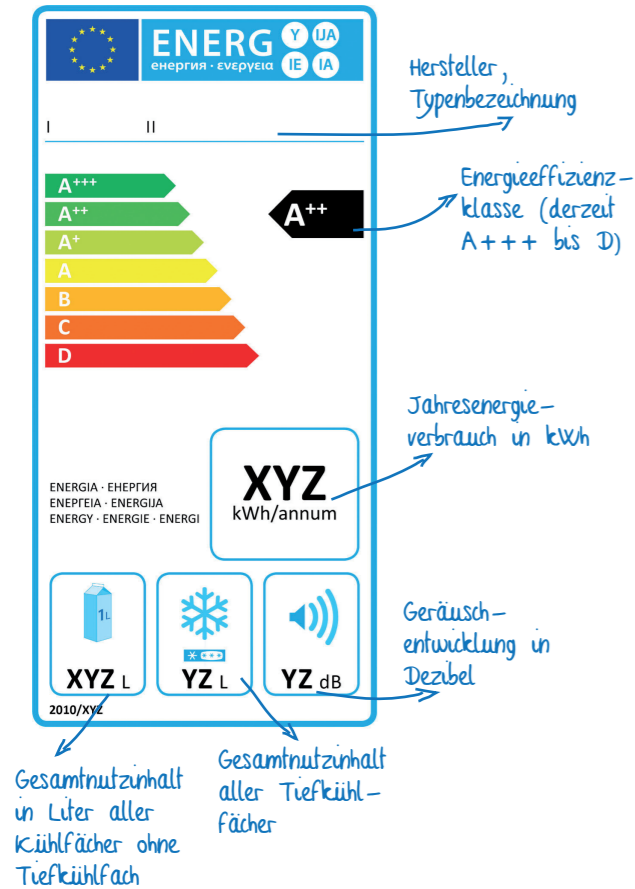 ENERG Y IJA
енергия · ενεργεια IE IA
Hersteller,
Typenbezeichnung
I II
A+++
A++
A+
A
B
C
D
A++
Energieeffizienz-
klasse (derzeit
A+++ bis D)
Jahresenergie-
verbrauch in kWh
XYZ
kWh/annum
ENERGIA · ЕНЕРГИЯ
ΕΝΕΡΓΕΙΑ · ENERGIJA
ENERGY · ENERGIE · ENERGI
1L
XYZ L
YZ L
YZ dB
Geräusch-
entwicklung in
Dezibel
2010/XYZ
Gesamtnutzinhalt
in Liter aller
Kühlfächer ohne
Tiefkühlfach
Gesamtnutzinhalt
aller Tiefkühl-
fächer